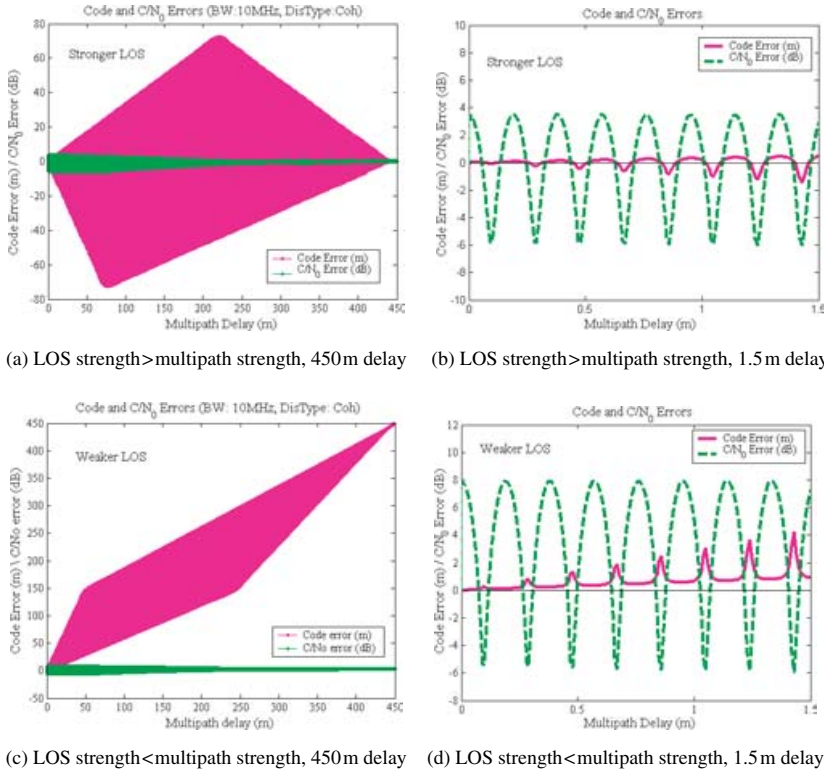 Code and C/N0 Errors (BW:10MHz, DisType:Coh)
80
60
40
20
0
-20
-40
-60
-80
Code Error (m) / C/N0 Error (dB)
Stronger LOS
Code Error (m)
C/N0 Error (dB)
0 50 100 150 200 250 300 350 400 450
Multipath Delay (m)
(a) LOS strength>multipath strength, 450m delay
Code and C/N0 Errors
10
8
6
4
2
0
-2
-4
-6
-8
-10
Code Error (m) / C/N0 Error (dB)
Stronger LOS
Code Error (m)
C/N0 Error (dB)
0 0.5 1 1.5
Multipath Delay (m)
(b) LOS strength>multipath strength, 1.5m delay
Code and C/N0 Errors (BW: 10MHz, DisType: Coh)
450
400
350
300
250
200
150
100
50
0
-50
Code Error (m) \ C/No error (dB)
Weaker LOS
Code error (m)
C/No error (dB)
0 50 100 150 200 250 300 350 400 450
Multipath delay (m)
(c) LOS strength<multipath strength, 450m delay
Code and C/N0 Errors
12
10
8
6
4
2
0
-2
-4
-6
-8
Code Error (m) / C/N0 Error (dB)
Weaker LOS
Code Error (m)
C/N0 Error (dB)
0 0.5 1 1.5
Multipath Delay (m)
(d) LOS strength<multipath strength, 1.5m delay